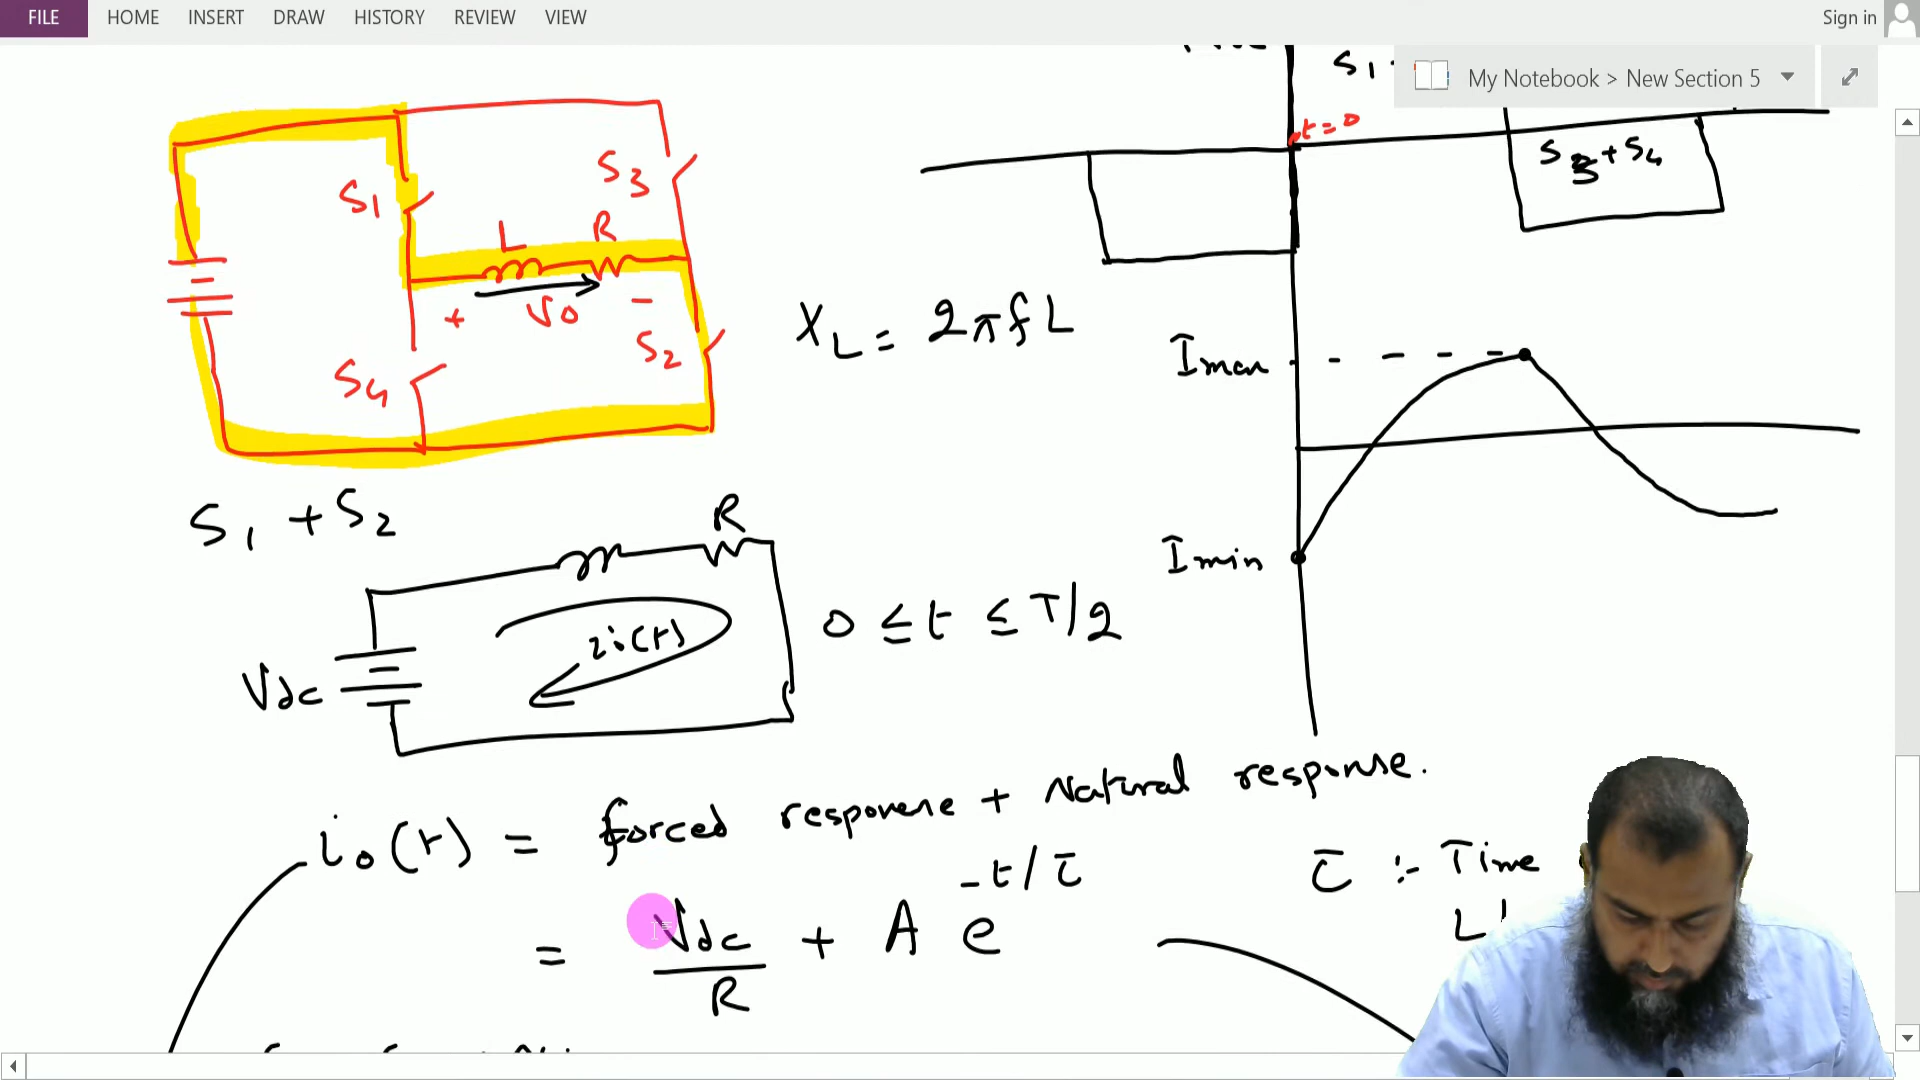 FILE HOME INSERT DRAW HISTORY REVIEW VIEW Sign in
My Notebook > New Section 5
S1
t=0
S3+S4
S1
S3
L R
+ Vo -
S2
S4
XL = 2πfL
Imax
Imin
S1 + S2
R
io(t)
0 ≤ t ≤ T/2
Vdc
io(t) = forced response + Natural response.
= Vdc/R + A e^-t/τ
τ :- Time
L